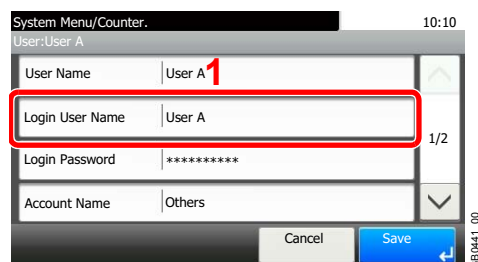 System Menu/Counter.
10:10
User:User A
User Name User A
1
Login User Name User A
1/2
Login Password **********
Account Name Others
Cancel Save